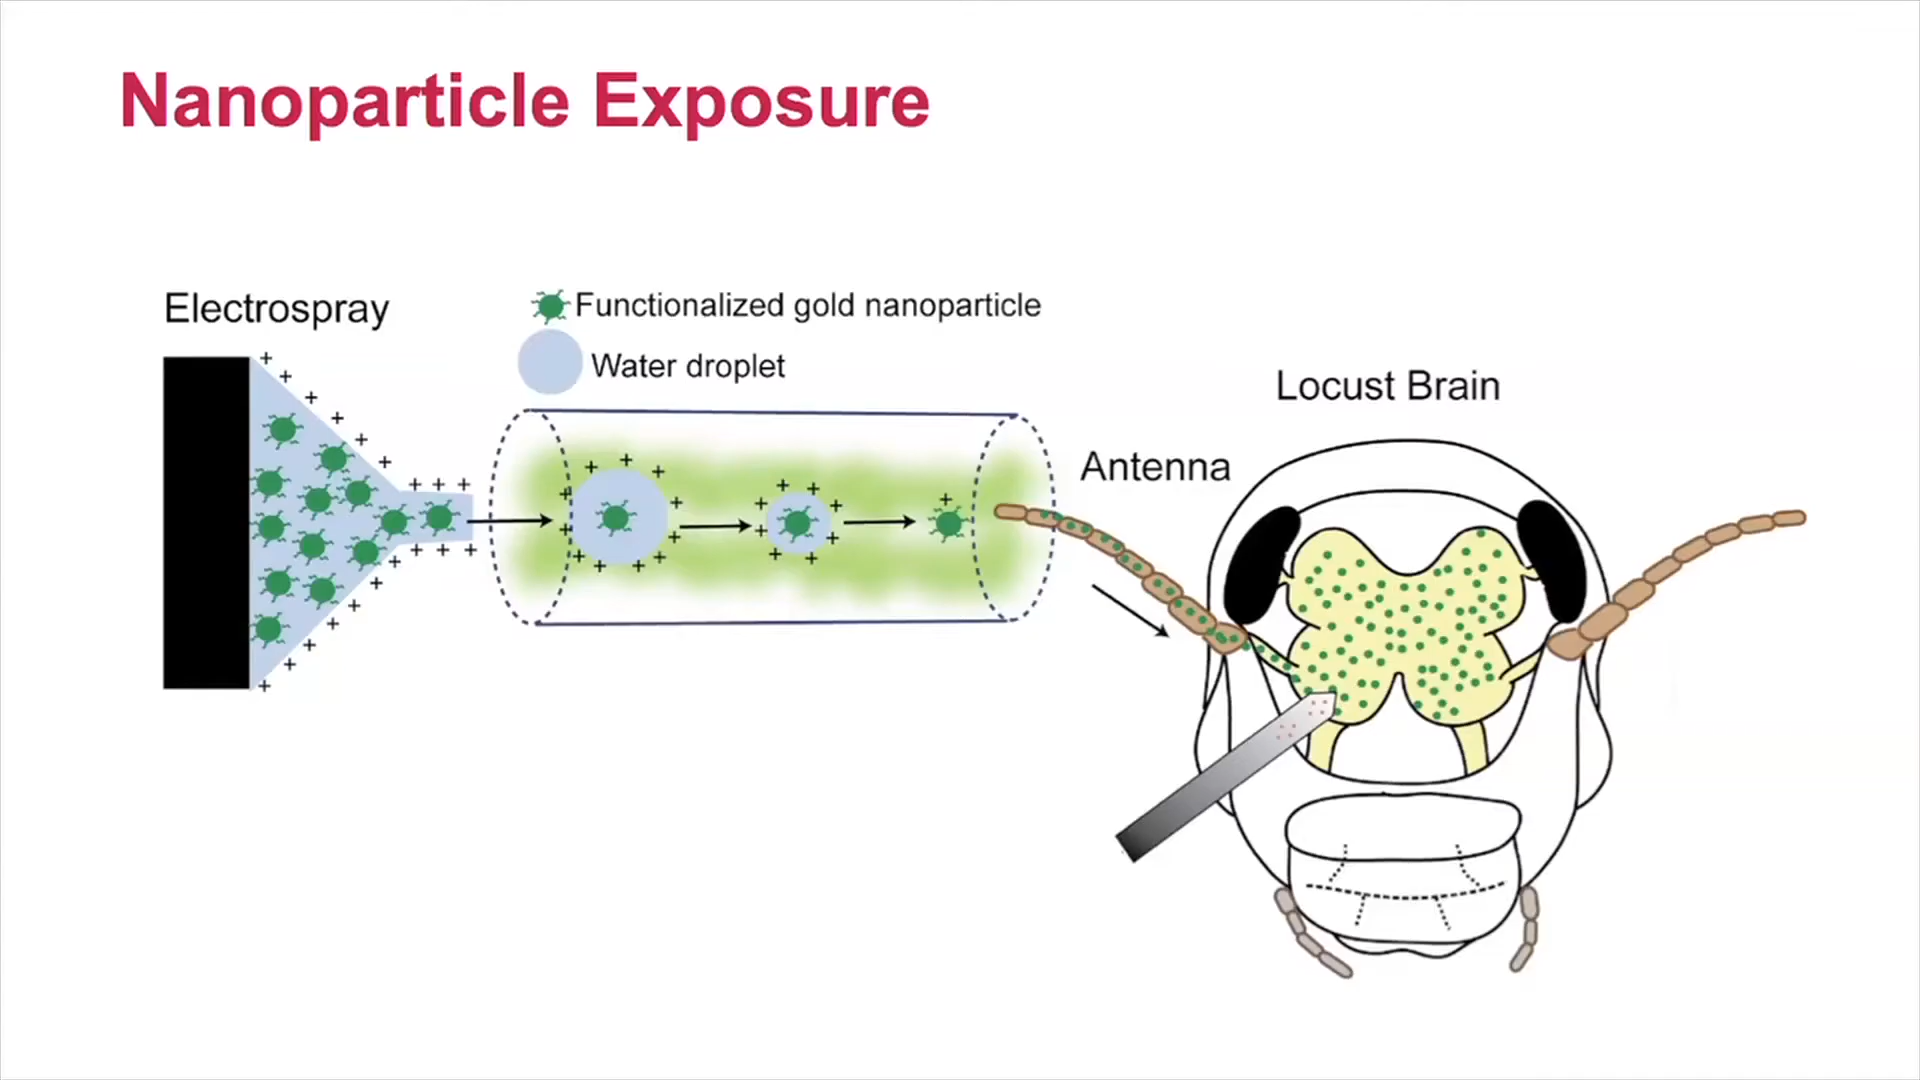 Nanoparticle Exposure
Electrospray
Functionalized gold nanoparticle
Water droplet
Locust Brain
Antenna